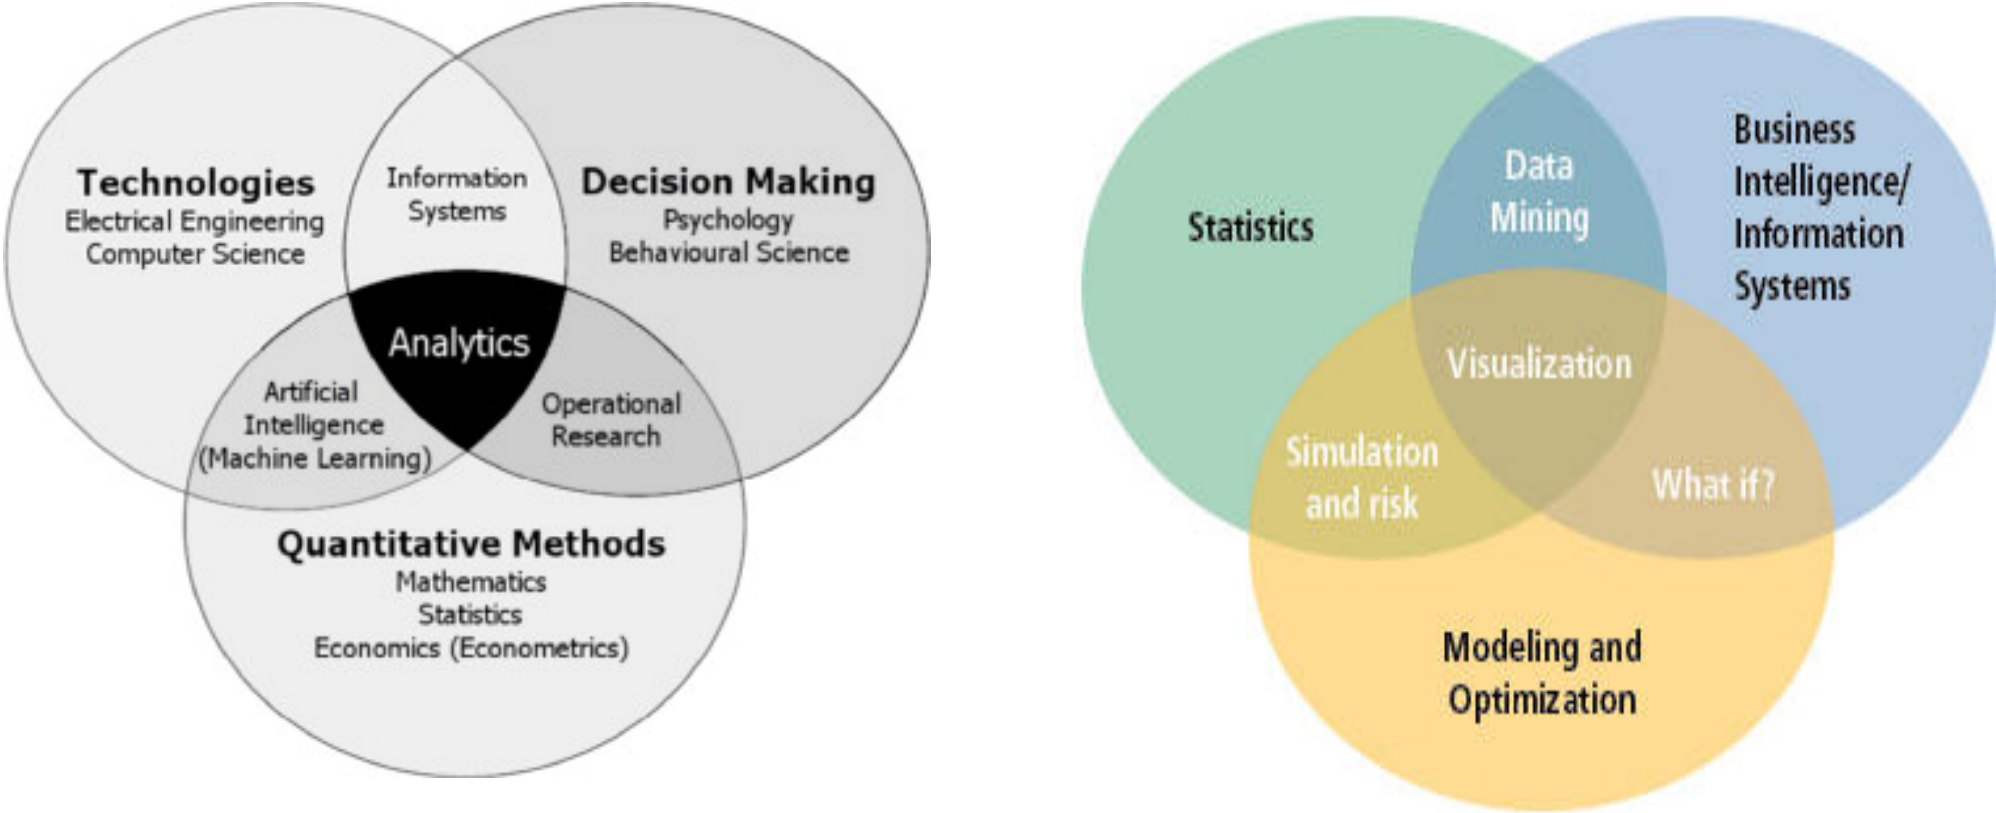 Technologies
Electrical Engineering
Computer Science
Information
Systems
Decision Making
Psychology
Behavioural Science
Analytics
Artificial
Intelligence
(Machine Learning)
Operational
Research
Quantitative Methods
Mathematics
Statistics
Economics (Econometrics)
Statistics
Data
Mining
Business
Intelligence/
Information
Systems
Visualization
Simulation
and risk
What if?
Modeling and
Optimization